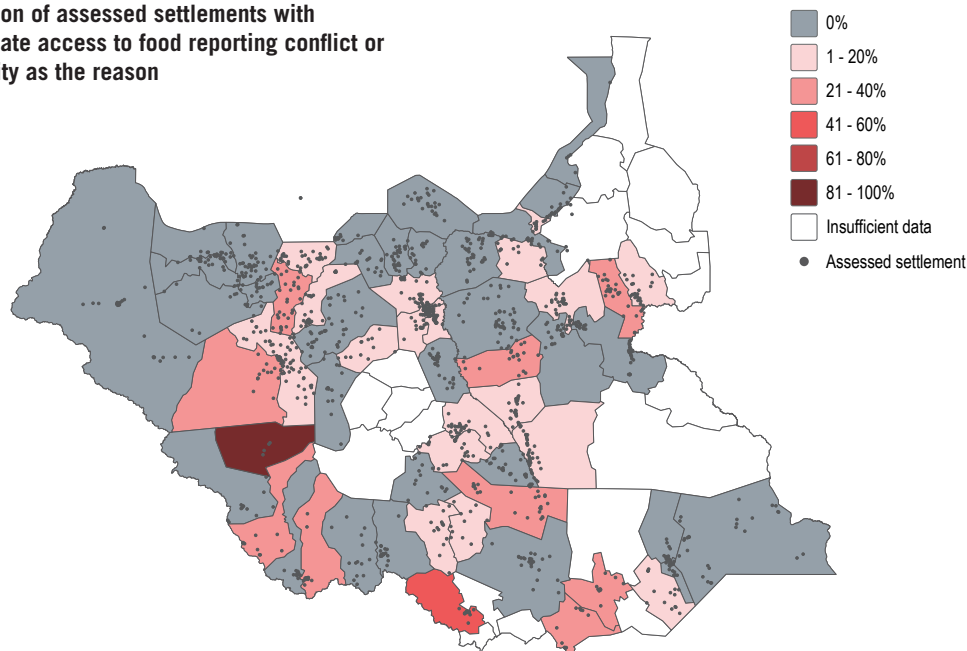 on of assessed settlements with
ate access to food reporting conflict or
ty as the reason
0%
1 - 20%
21 - 40%
41 - 60%
61 - 80%
81 - 100%
Insufficient data
Assessed settlement